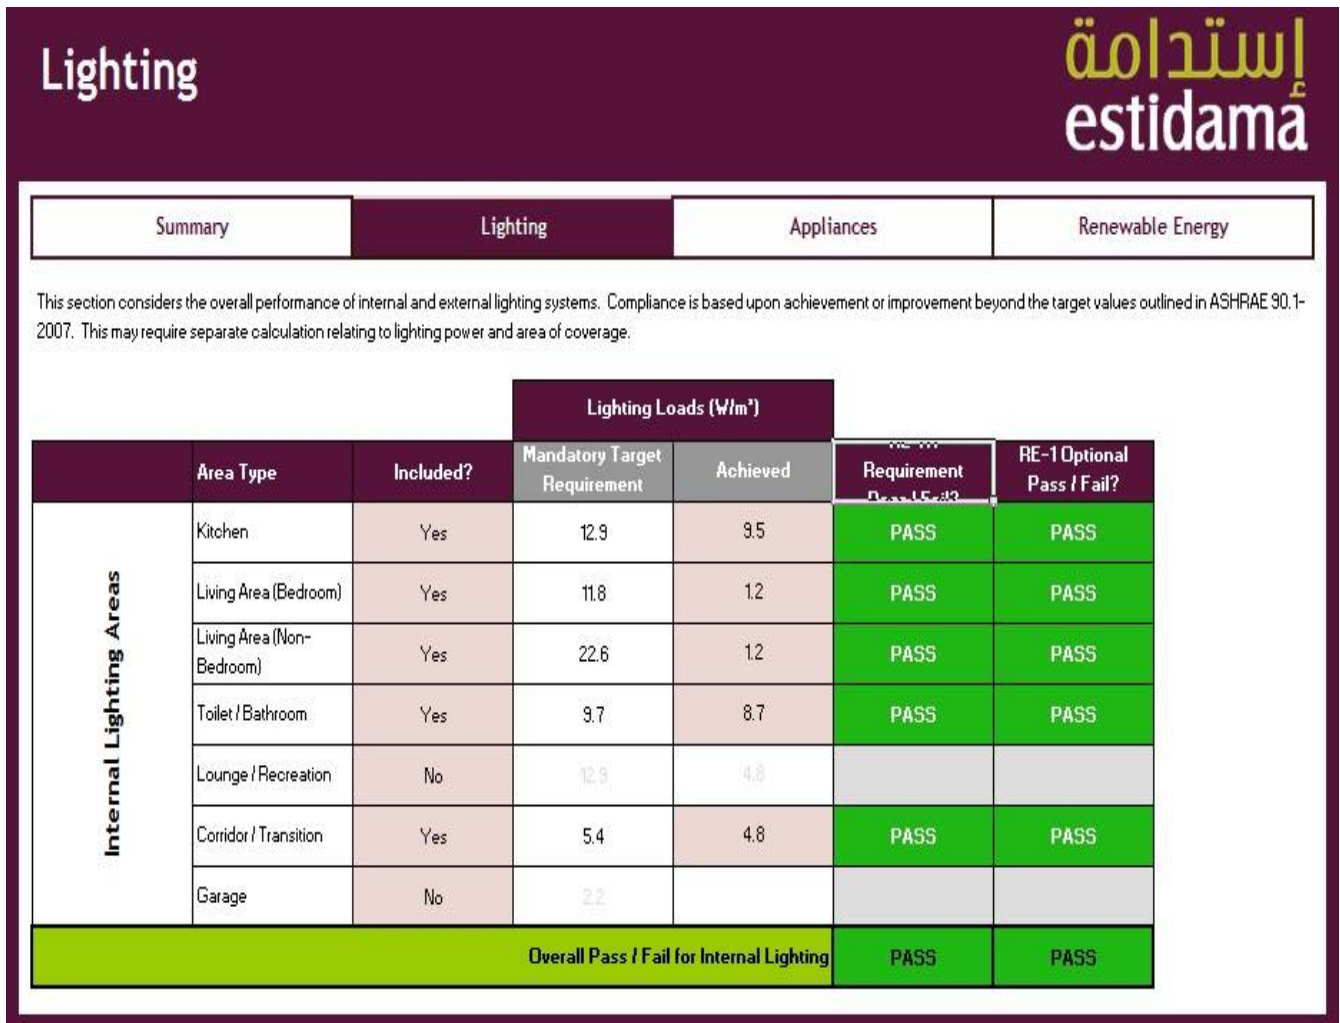 Lighting
إستدامة
estidama
Summary Lighting Appliances Renewable Energy
This section considers the overall performance of internal and external lighting systems. Compliance is based upon achievement or improvement beyond the target values outlined in ASHRAE 90.1-
2007. This may require separate calculation relating to lighting power and area of coverage.
Lighting Loads (W/m²)
Area Type Included? Mandatory Target Requirement Achieved Requirement RE-1 Optional Pass / Fail?
Internal Lighting Areas
Kitchen Yes 12.9 9.5 PASS PASS
Living Area (Bedroom) Yes 11.8 1.2 PASS PASS
Living Area (Non-Bedroom) Yes 22.6 1.2 PASS PASS
Toilet / Bathroom Yes 9.7 8.7 PASS PASS
Lounge / Recreation No 12.9 4.8
Corridor / Transition Yes 5.4 4.8 PASS PASS
Garage No 2.2
Overall Pass / Fail for Internal Lighting PASS PASS